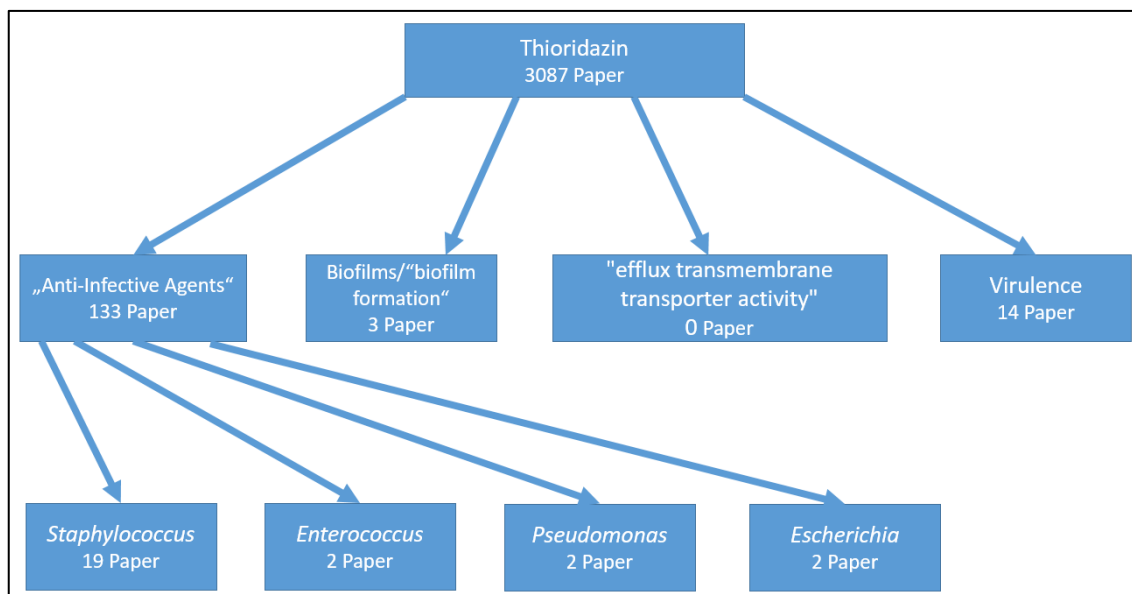 Thioridazin
3087 Paper
„Anti-Infective Agents“
133 Paper
Biofilms/“biofilm
formation“
3 Paper
"efflux transmembrane
transporter activity"
0 Paper
Virulence
14 Paper
Staphylococcus
19 Paper
Enterococcus
2 Paper
Pseudomonas
2 Paper
Escherichia
2 Paper